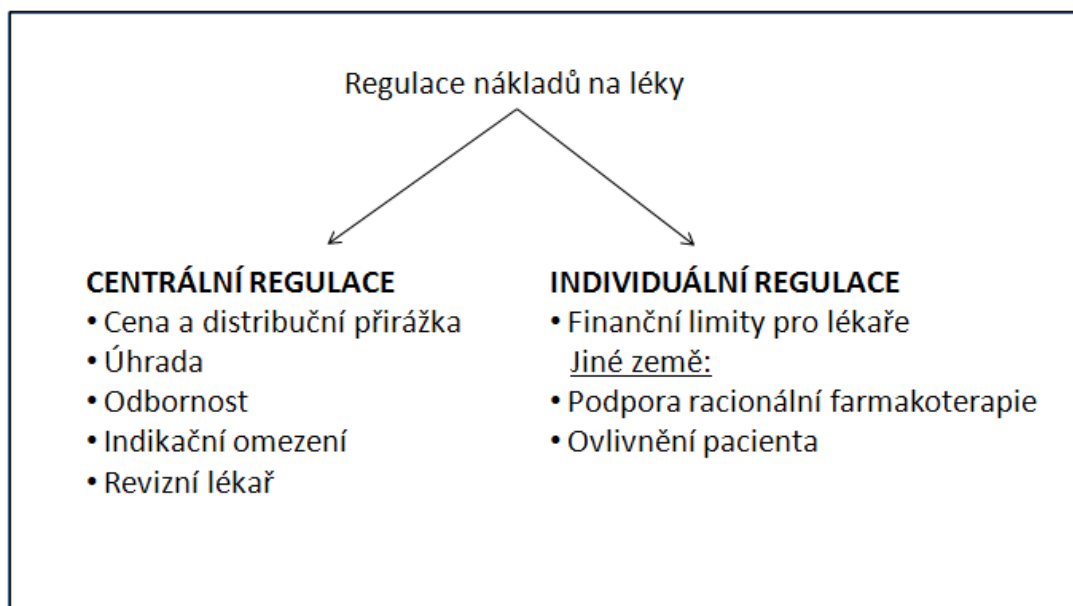 Regulace nákladů na léky
CENTRÁLNÍ REGULACE
• Cena a distribuční přirážka
• Úhrada
• Odbornost
• Indikační omezení
• Revizní lékař
INDIVIDUÁLNÍ REGULACE
• Finanční limity pro lékaře
Jiné země:
• Podpora racionální farmakoterapie
• Ovlivnění pacienta